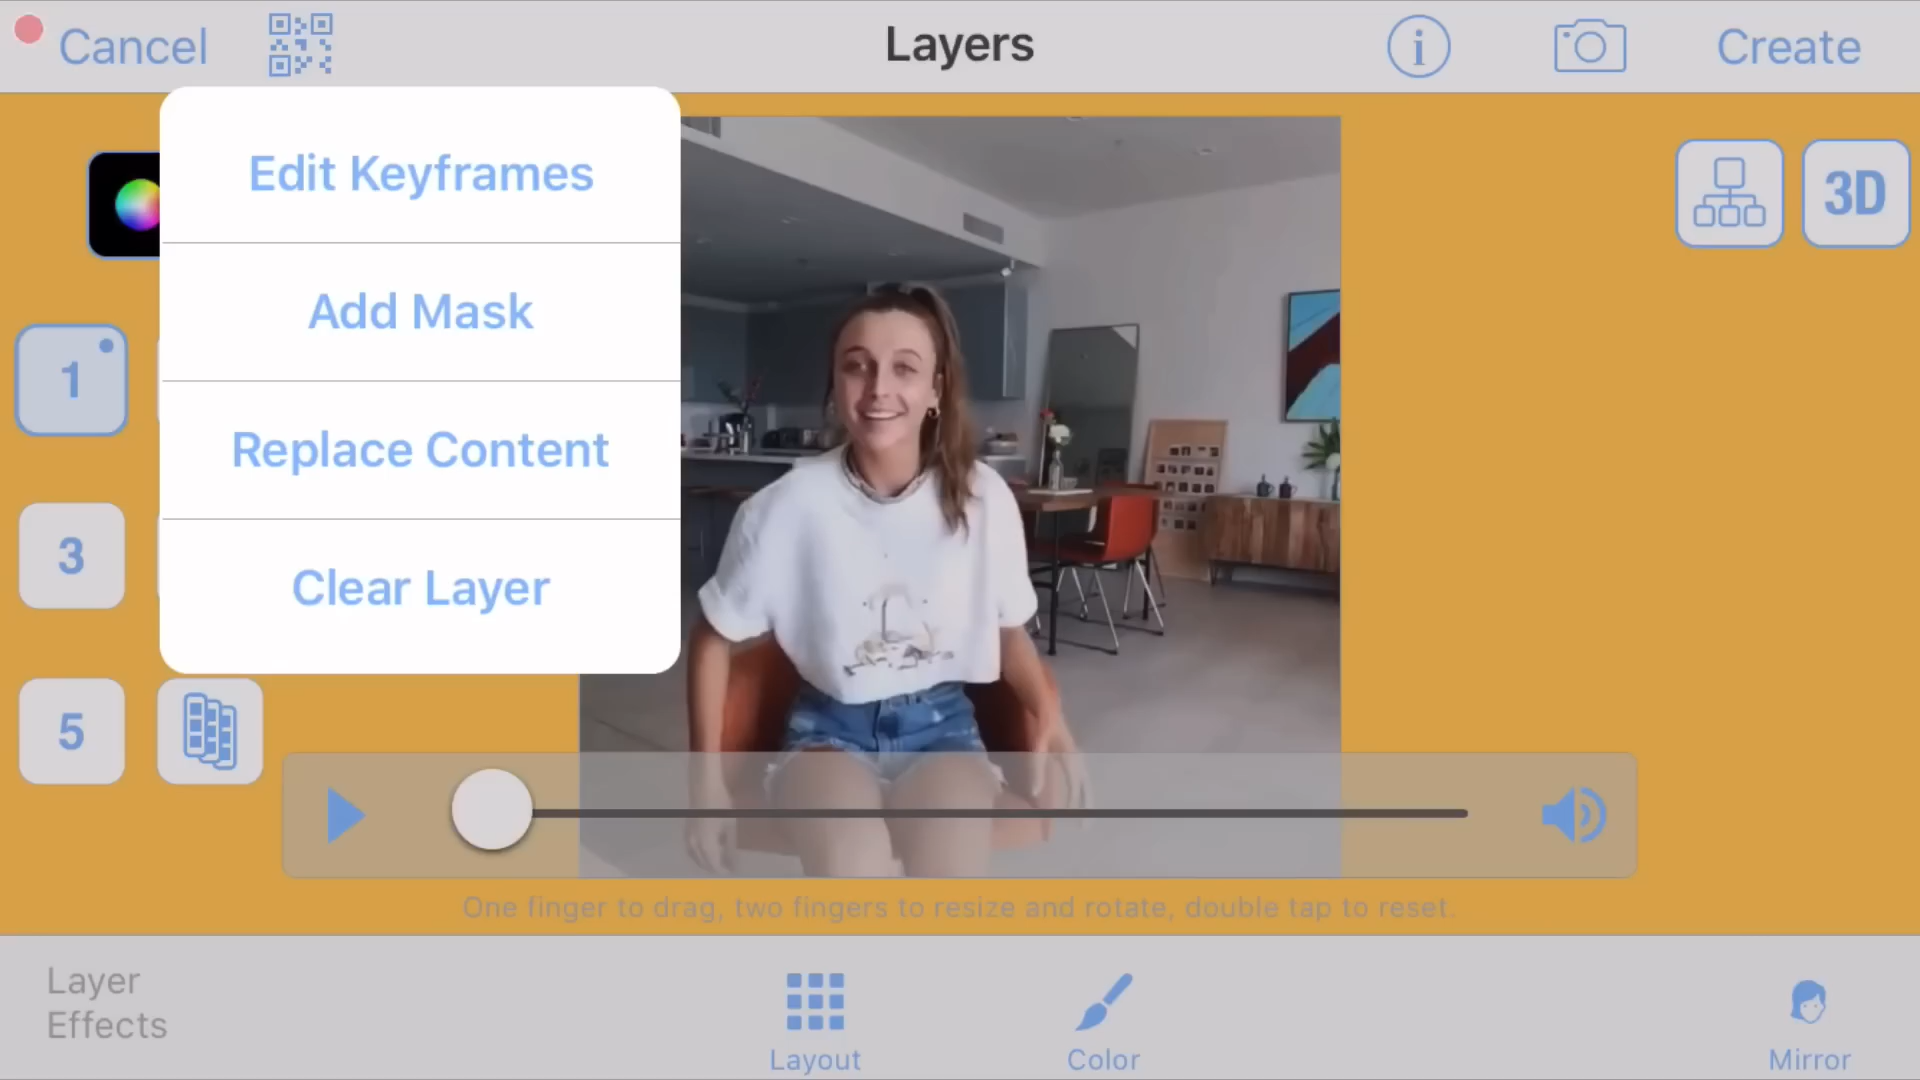 Cancel
Layers
i
Create
Edit Keyframes
Add Mask
Replace Content
Clear Layer
3D
1
3
5
One finger to drag, two fingers to resize and rotate, double tap to reset.
Layer
Effects
Layout
Color
Mirror